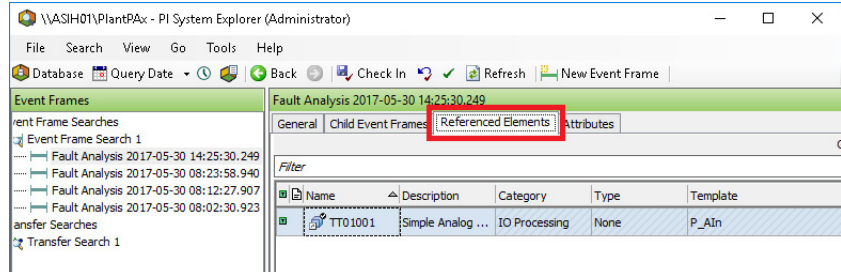 \\ASIH01\PlantPAx - PI System Explorer (Administrator)
File Search View Go Tools Help
Database Query Date Back Check In Refresh New Event Frame
Event Frames
Fault Analysis 2017-05-30 14:25:30.249
vent Frame Searches
General Child Event Frames Referenced Elements Attributes
Event Frame Search 1
Fault Analysis 2017-05-30 14:25:30.249
Filter
Fault Analysis 2017-05-30 08:23:58.940
Fault Analysis 2017-05-30 08:12:27.907
Name Description Category Type Template
Fault Analysis 2017-05-30 08:02:30.923
ansfer Searches
TT01001 Simple Analog ... IO Processing None P_AIn
Transfer Search 1